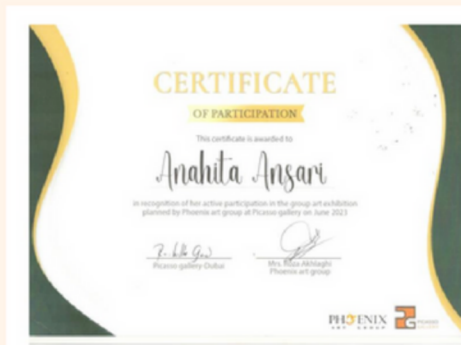 CERTIFICATE
OF PARTICIPATION
This certificate is awarded to
Anahita Ansari
in recognition of her active participation in the group art exhibition
planned by Phoenix art group at Picasso gallery on June 2023
Picasso gallery-Dubai
Mrs. Akhlaghi
Phoenix art group
PHOENIX
ART GROUP